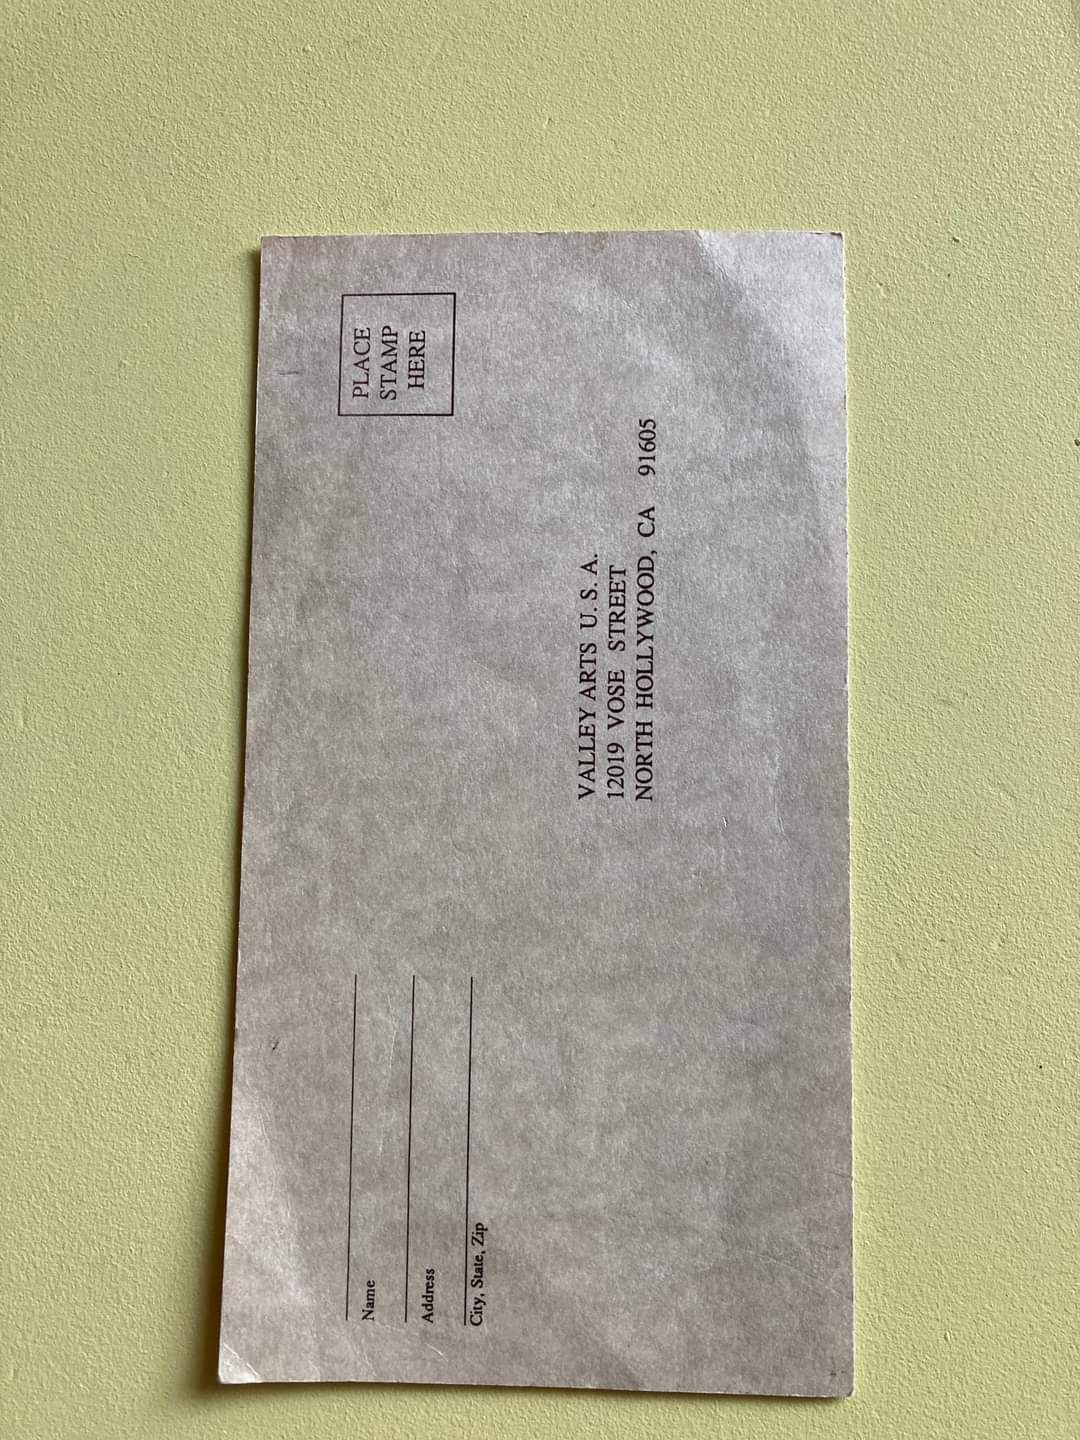 Name
Address
City, State, Zip
PLACE
STAMP
HERE
VALLEY ARTS U. S. A.
12019 VOSE STREET
NORTH HOLLYWOOD, CA 91605